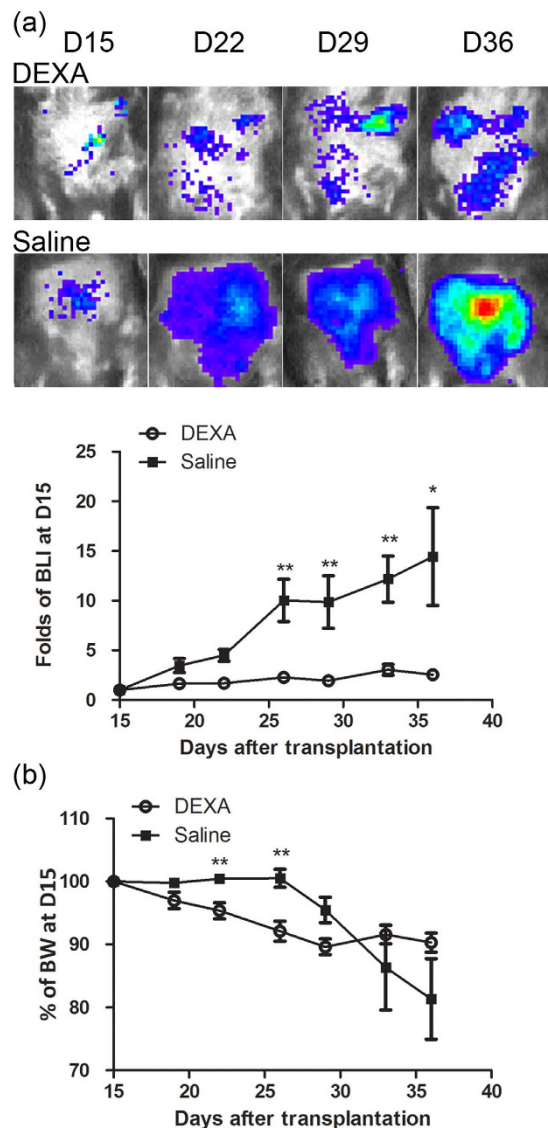 (a)
D15 D22 D29 D36
DEXA
Saline
DEXA
Saline
Folds of BLI at D15
25
20
15
10
5
0
** ** ** *
15 20 25 30 35 40
Days after transplantation
(b)
DEXA
Saline
% of BW at D15
110
100
90
80
70
** **
15 20 25 30 35 40
Days after transplantation